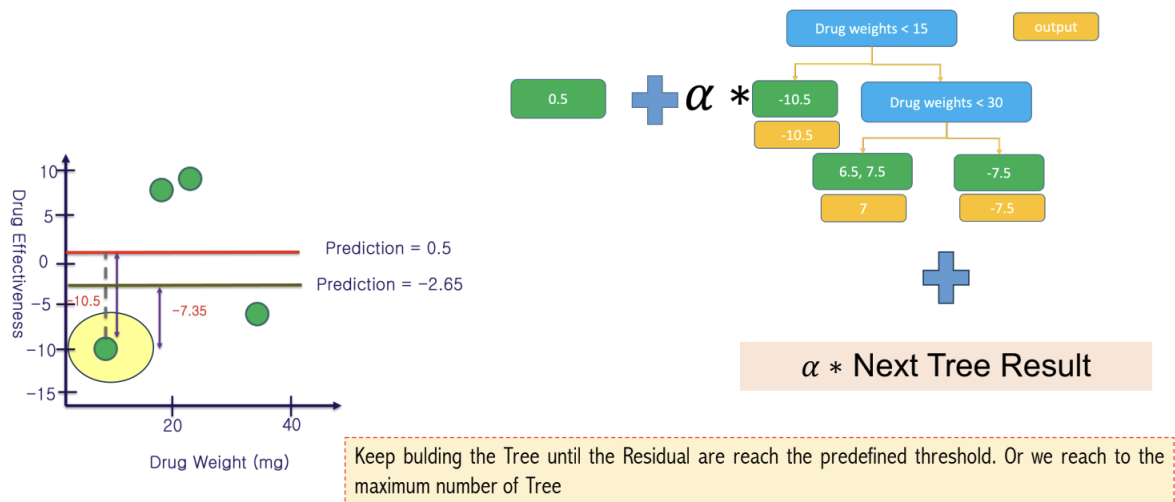 Drug weights < 15
output
0.5
α *
-10.5
Drug weights < 30
-10.5
6.5, 7.5
-7.5
7
-7.5
α * Next Tree Result
Drug Effectiveness
10
5
0
−5
−10
−15
Prediction = 0.5
Prediction = −2.65
−10.5
−7.35
20
40
Drug Weight (mg)
Keep bulding the Tree until the Residual are reach the predefined threshold. Or we reach to the
maximum number of Tree